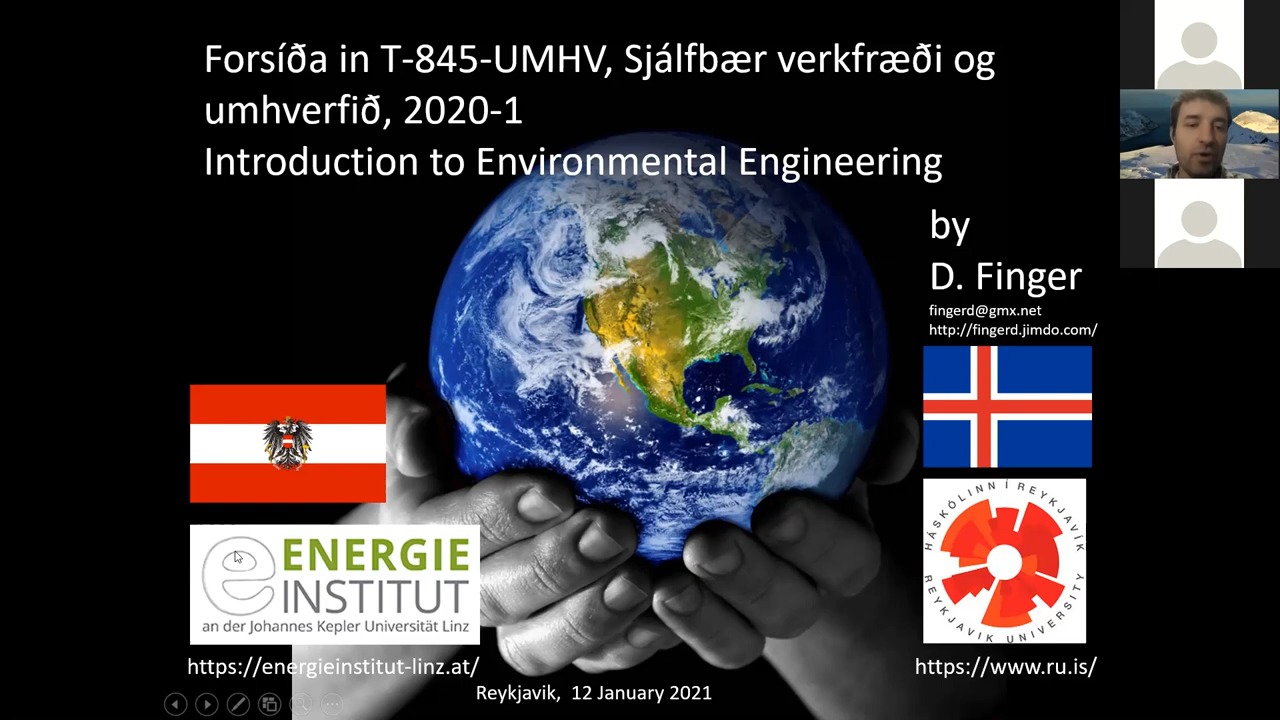 Forsíða in T-845-UMHV, Sjálfbær verkfræði og
umhverfið, 2020-1
Introduction to Environmental Engineering
by
D. Finger
fingerd@gmx.net
http://fingerd.jimdo.com/
e ENERGIE
INSTITUT
an der Johannes Kepler Universität Linz
https://energieinstitut-linz.at/
HÁSKÓLINN Í REYKJAVÍK
REYKJAVIK UNIVERSITY
https://www.ru.is/
Reykjavik, 12 January 2021